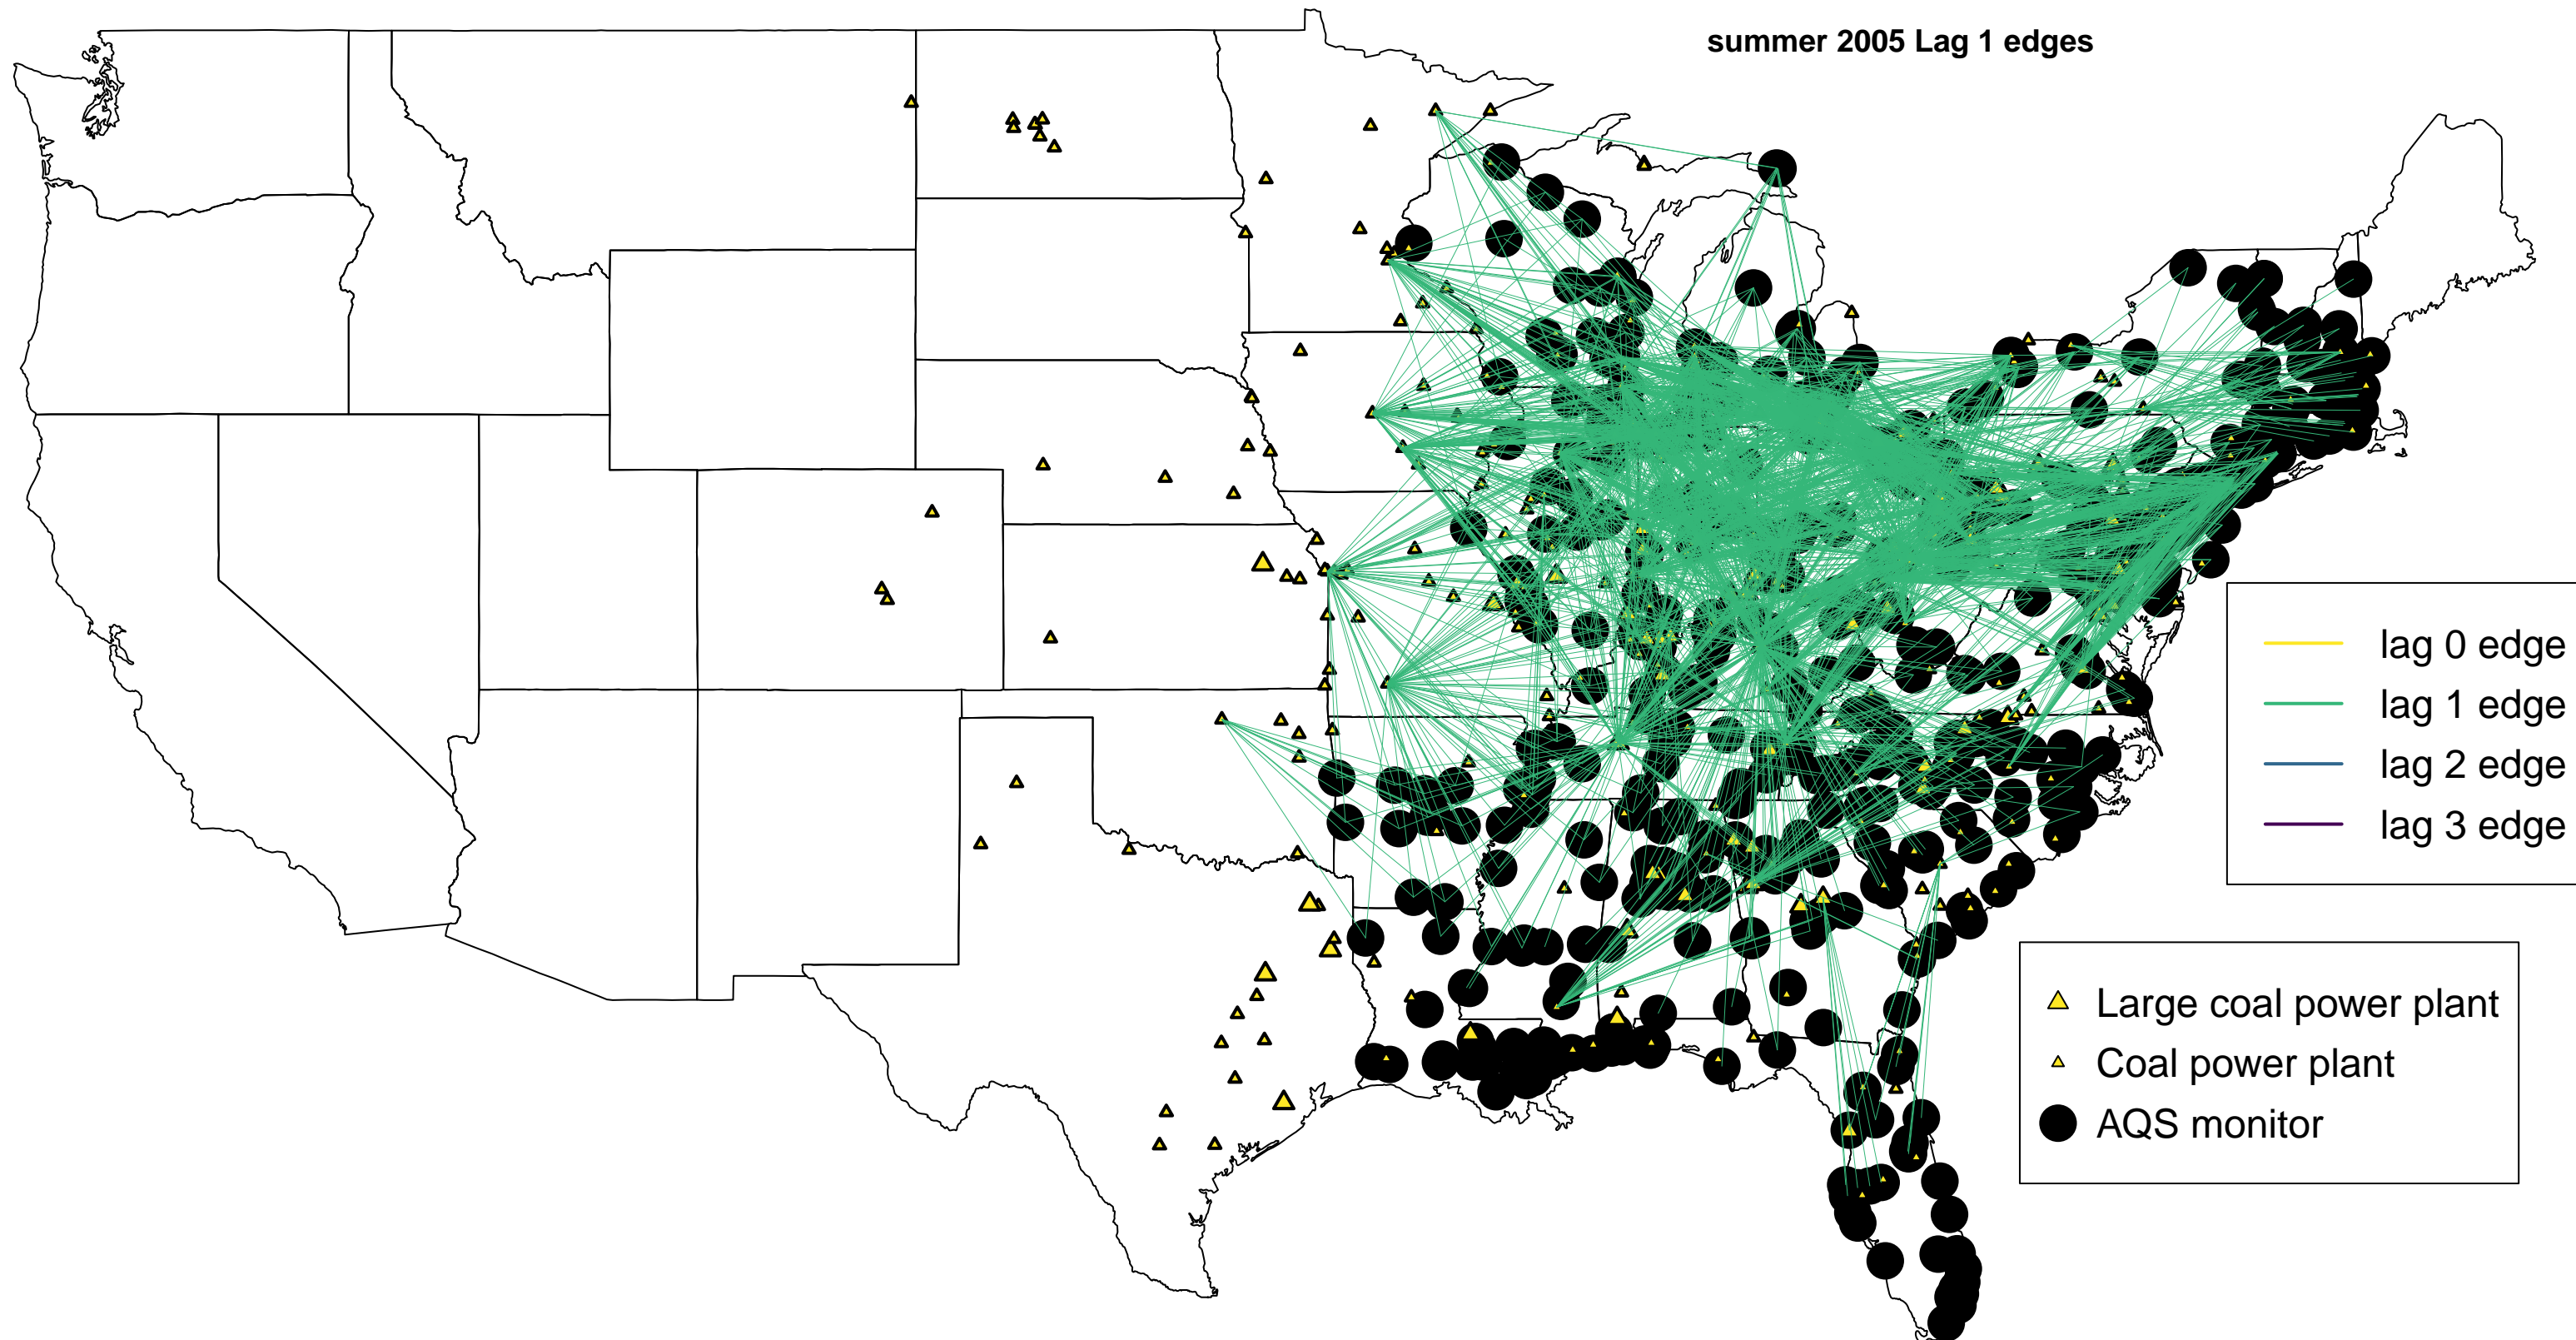 summer 2005 Lag 1 edges
lag 0 edge
lag 1 edge
lag 2 edge
lag 3 edge
Large coal power plant
Coal power plant
AQS monitor